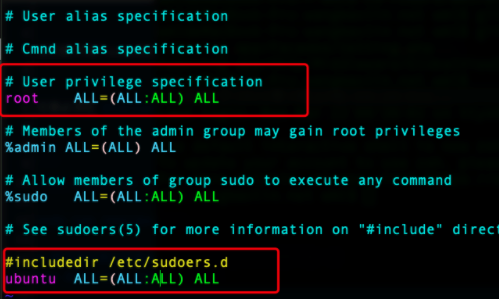 # User alias specification
# Cmnd alias specification
# User privilege specification
root ALL=(ALL:ALL) ALL
# Members of the admin group may gain root privileges
%admin ALL=(ALL) ALL
# Allow members of group sudo to execute any command
%sudo ALL=(ALL:ALL) ALL
# See sudoers(5) for more information on "#include" direc
#includedir /etc/sudoers.d
ubuntu ALL=(ALL:ALL) ALL
~